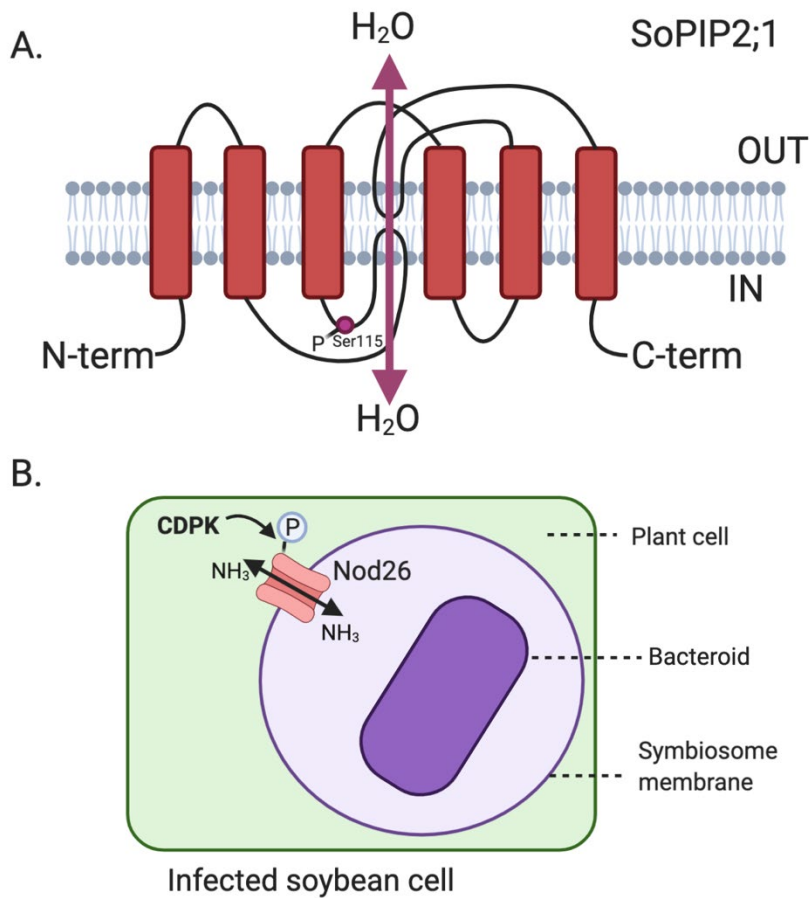 A.
H₂O
SoPIP2;1
OUT
IN
P
Ser115
N-term
C-term
H₂O
B.
CDPK
P
NH₃
Nod26
NH₃
Plant cell
Bacteroid
Symbiosome
membrane
Infected soybean cell